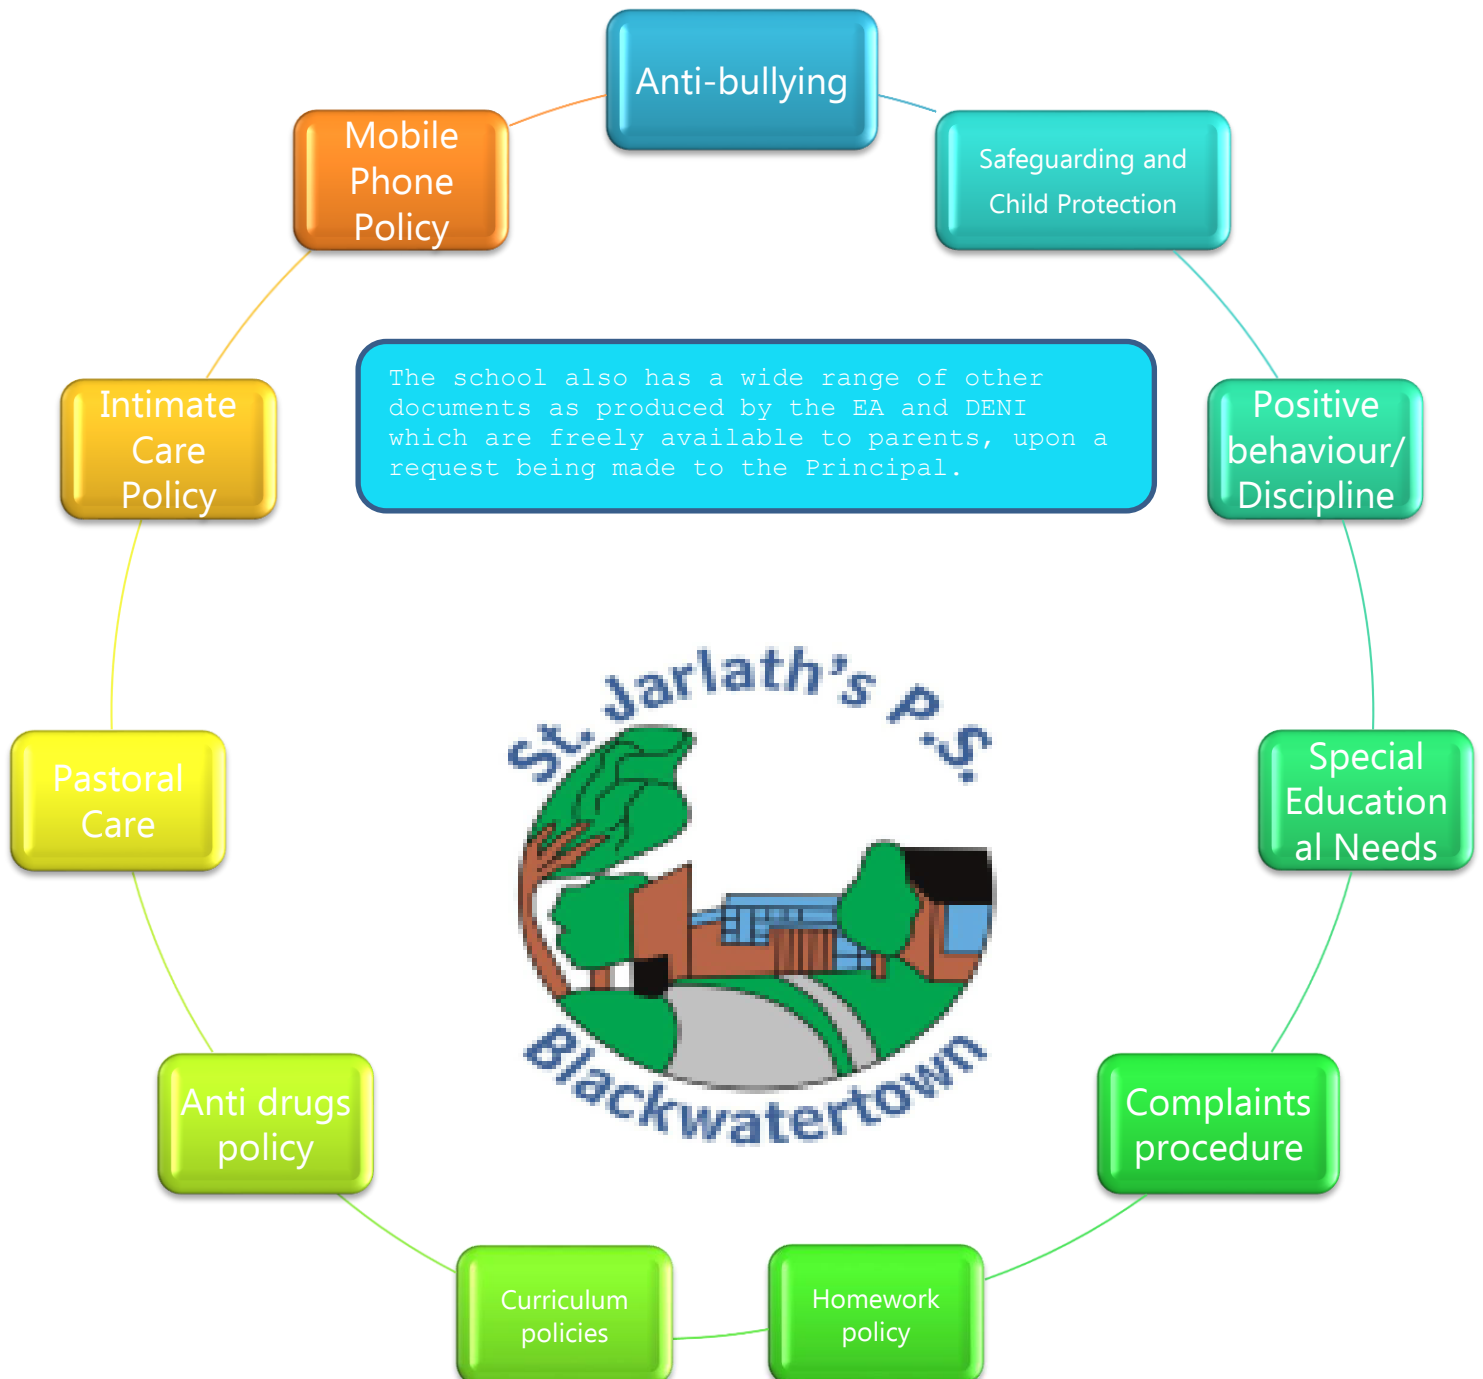 Anti-bullying
Safeguarding and
Child Protection
Positive
behaviour/
Discipline
Special
Education
al Needs
Complaints
procedure
Homework
policy
Curriculum
policies
Anti drugs
policy
Pastoral
Care
Intimate
Care
Policy
Mobile
Phone
Policy
The school also has a wide range of other
documents as produced by the EA and DENI
which are freely available to parents, upon a
request being made to the Principal.
St. Jarlath's P.S.
Blackwatertown